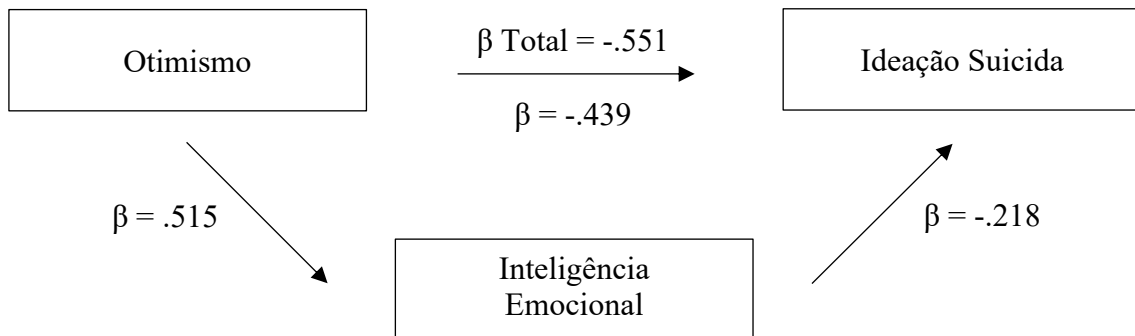 Otimismo
β Total = -.551
β = -.439
Ideação Suicida
β = .515
β = -.218
Inteligência
Emocional